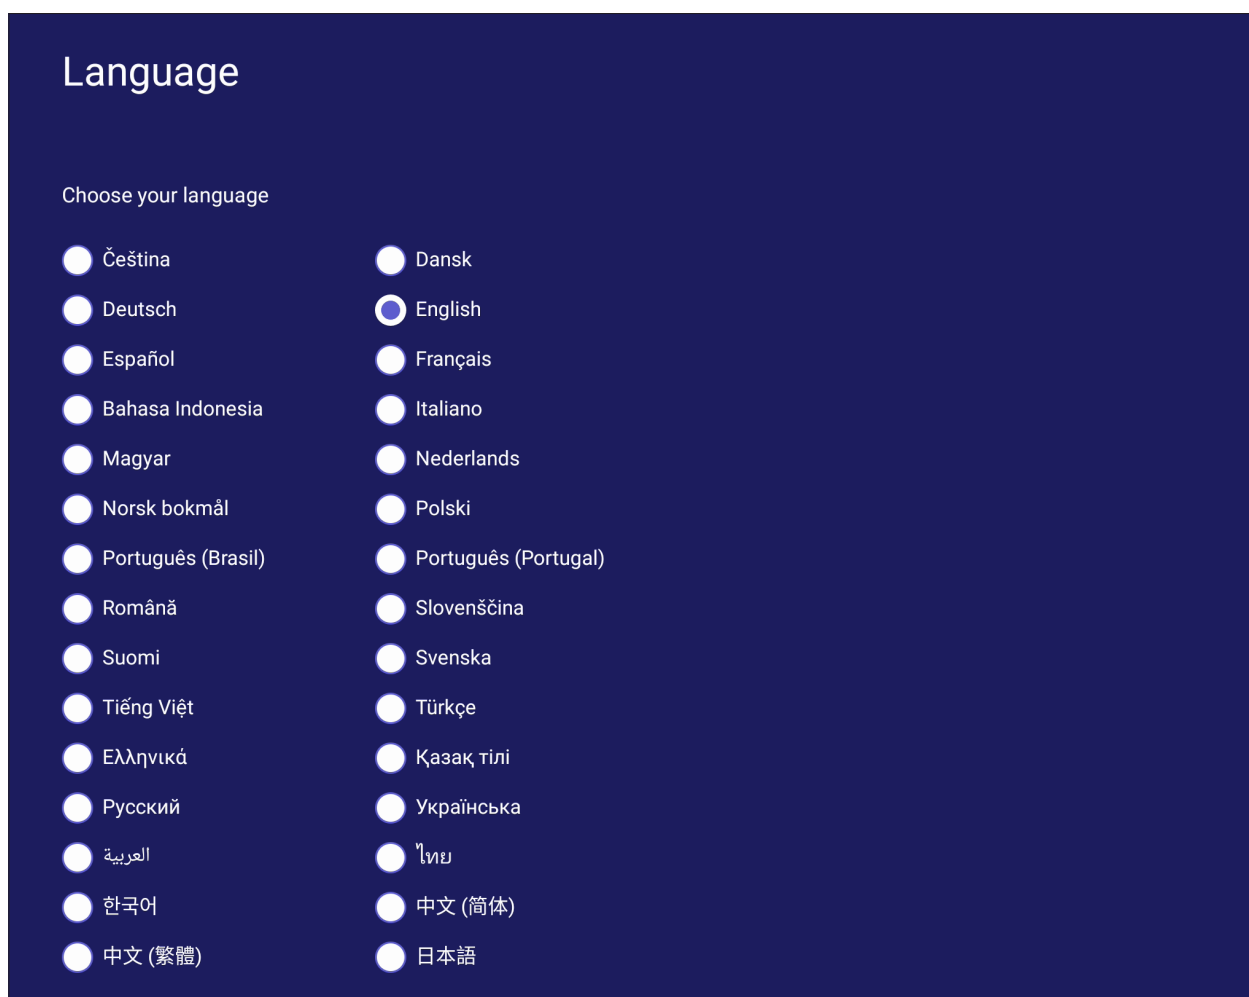 Language
Choose your language
Čeština
Dansk
Deutsch
English
Español
Français
Bahasa Indonesia
Italiano
Magyar
Nederlands
Norsk bokmål
Polski
Português (Brasil)
Português (Portugal)
Română
Slovenščina
Suomi
Svenska
Tiếng Việt
Türkçe
Ελληνικά
Қазақ тілі
Русский
Українська
العربية
ไทย
한국어
中文 (简体)
中文 (繁體)
日本語